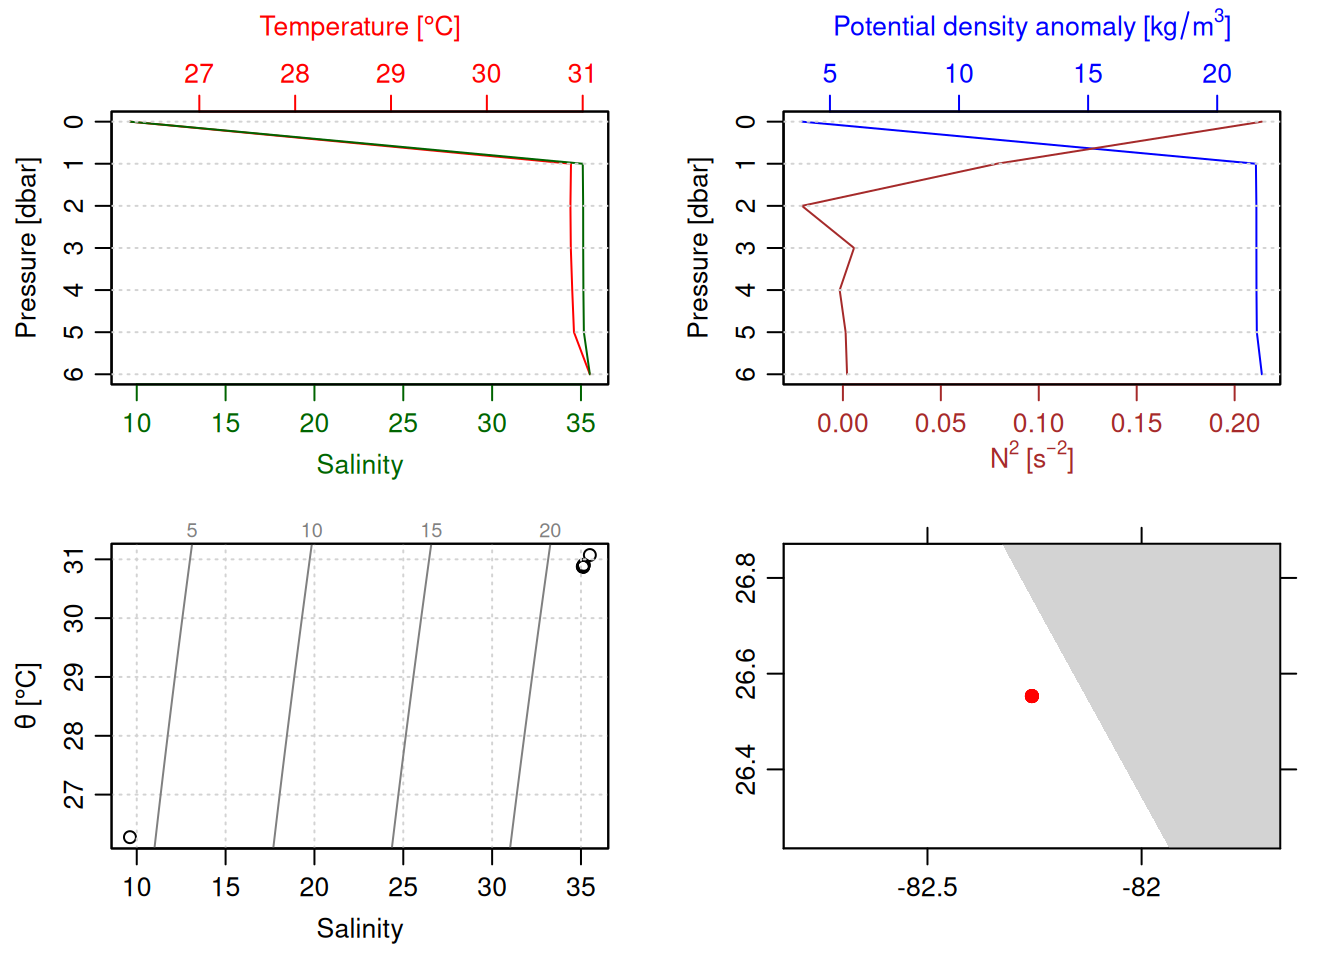 Temperature [°C]
27 28 29 30 31
0
1
2
3
4
5
6
Pressure [dbar]
10 15 20 25 30 35
Salinity
Potential density anomaly [kg/m³]
5 10 15 20
0
1
2
3
4
5
6
Pressure [dbar]
0.00 0.05 0.10 0.15 0.20
N² [s⁻²]
5 10 15 20
31
30
29
28
27
θ [°C]
10 15 20 25 30 35
Salinity
26.8
26.6
26.4
-82.5 -82